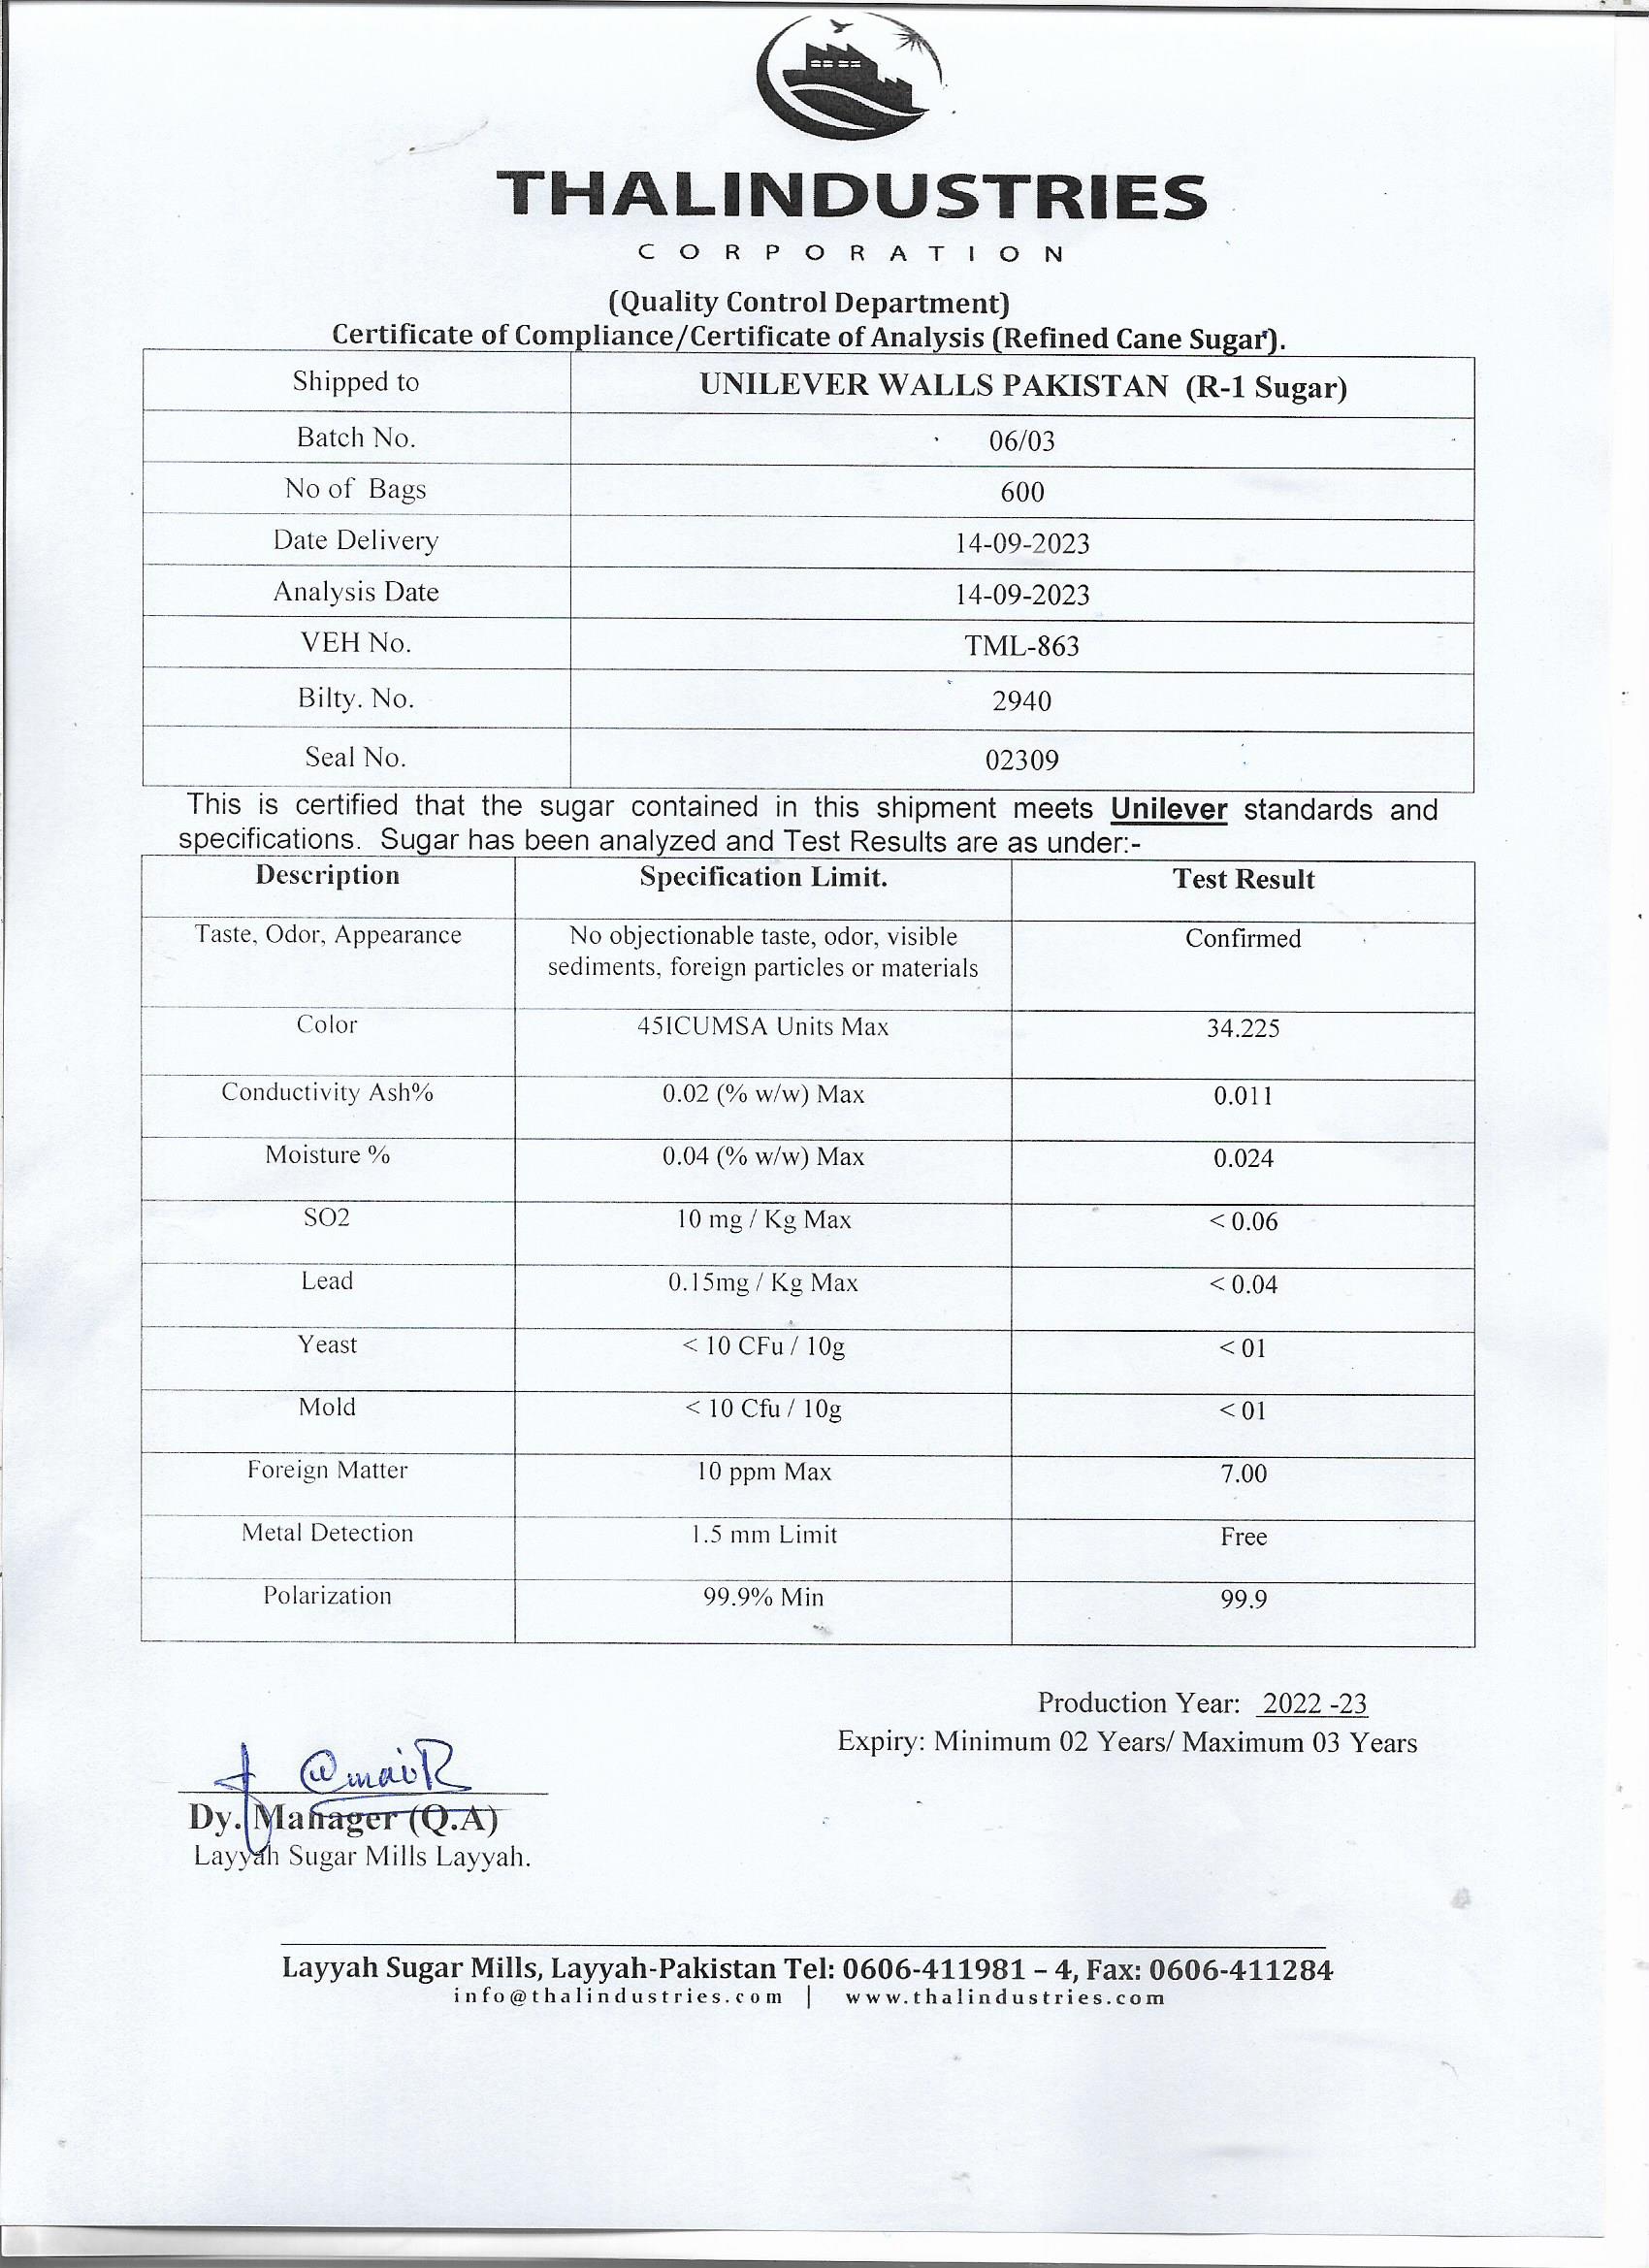 THALINDUSTRIES
CORPORATION
(Quality Control Department)
Certificate of Compliance/Certificate of Analysis (Refined Cane Sugar).
Shipped to UNILEVER WALLS PAKISTAN (R-1 Sugar)
Batch No. 06/03
No of Bags 600
Date Delivery 14-09-2023
Analysis Date 14-09-2023
VEH No. TML-863
Bilty. No. 2940
Seal No. 02309
This is certified that the sugar contained in this shipment meets Unilever standards and
specifications. Sugar has been analyzed and Test Results are as under:-
Description Specification Limit. Test Result
Taste, Odor, Appearance No objectionable taste, odor, visible Confirmed
sediments, foreign particles or materials
Color 45ICUMSA Units Max 34.225
Conductivity Ash% 0.02 (% w/w) Max 0.011
Moisture % 0.04 (% w/w) Max 0.024
SO2 10 mg / Kg Max < 0.06
Lead 0.15mg / Kg Max < 0.04
Yeast < 10 CFu / 10g < 01
Mold < 10 Cfu / 10g < 01
Foreign Matter 10 ppm Max 7.00
Metal Detection 1.5 mm Limit Free
Polarization 99.9% Min 99.9
Production Year: 2022 -23
Expiry: Minimum 02 Years/ Maximum 03 Years
Dy. Manager (Q.A)
Layyah Sugar Mills Layyah.
Layyah Sugar Mills, Layyah-Pakistan Tel: 0606-411981 – 4, Fax: 0606-411284
info@thalindustries.com | www.thalindustries.com